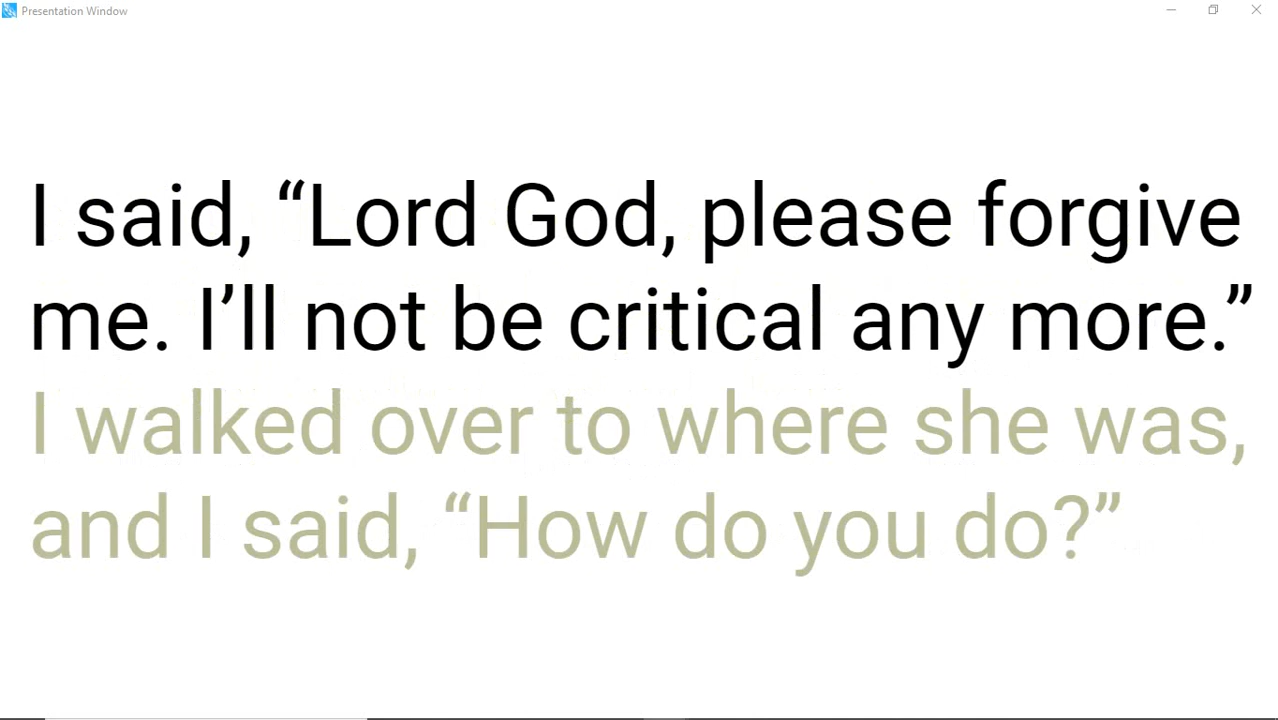 Presentation Window
I said, “Lord God, please forgive
me. I’ll not be critical any more.”
I walked over to where she was,
and I said, “How do you do?”